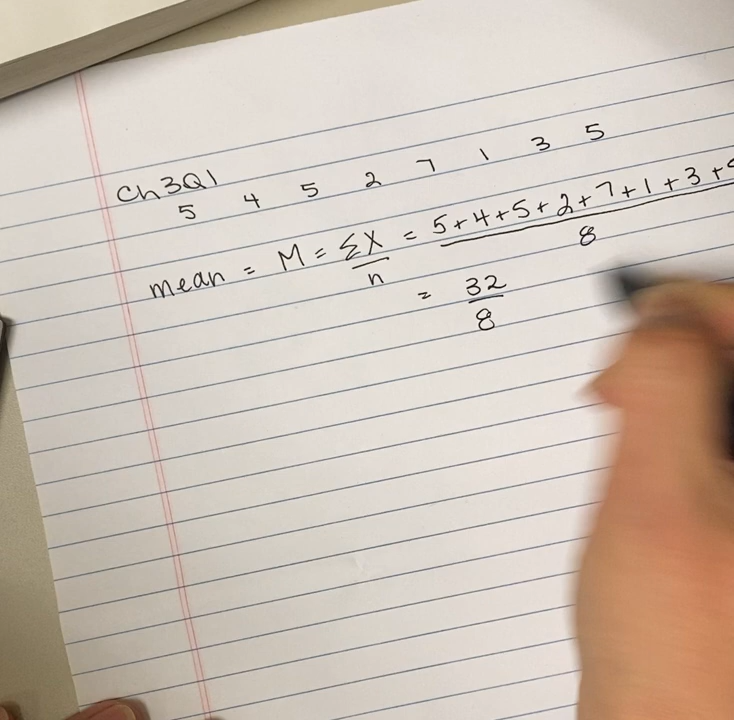 Ch3Q1
5 4 5 2 7 1 3 5
mean = M = ΣX/n = 5+4+5+2+7+1+3+
8
= 32/8